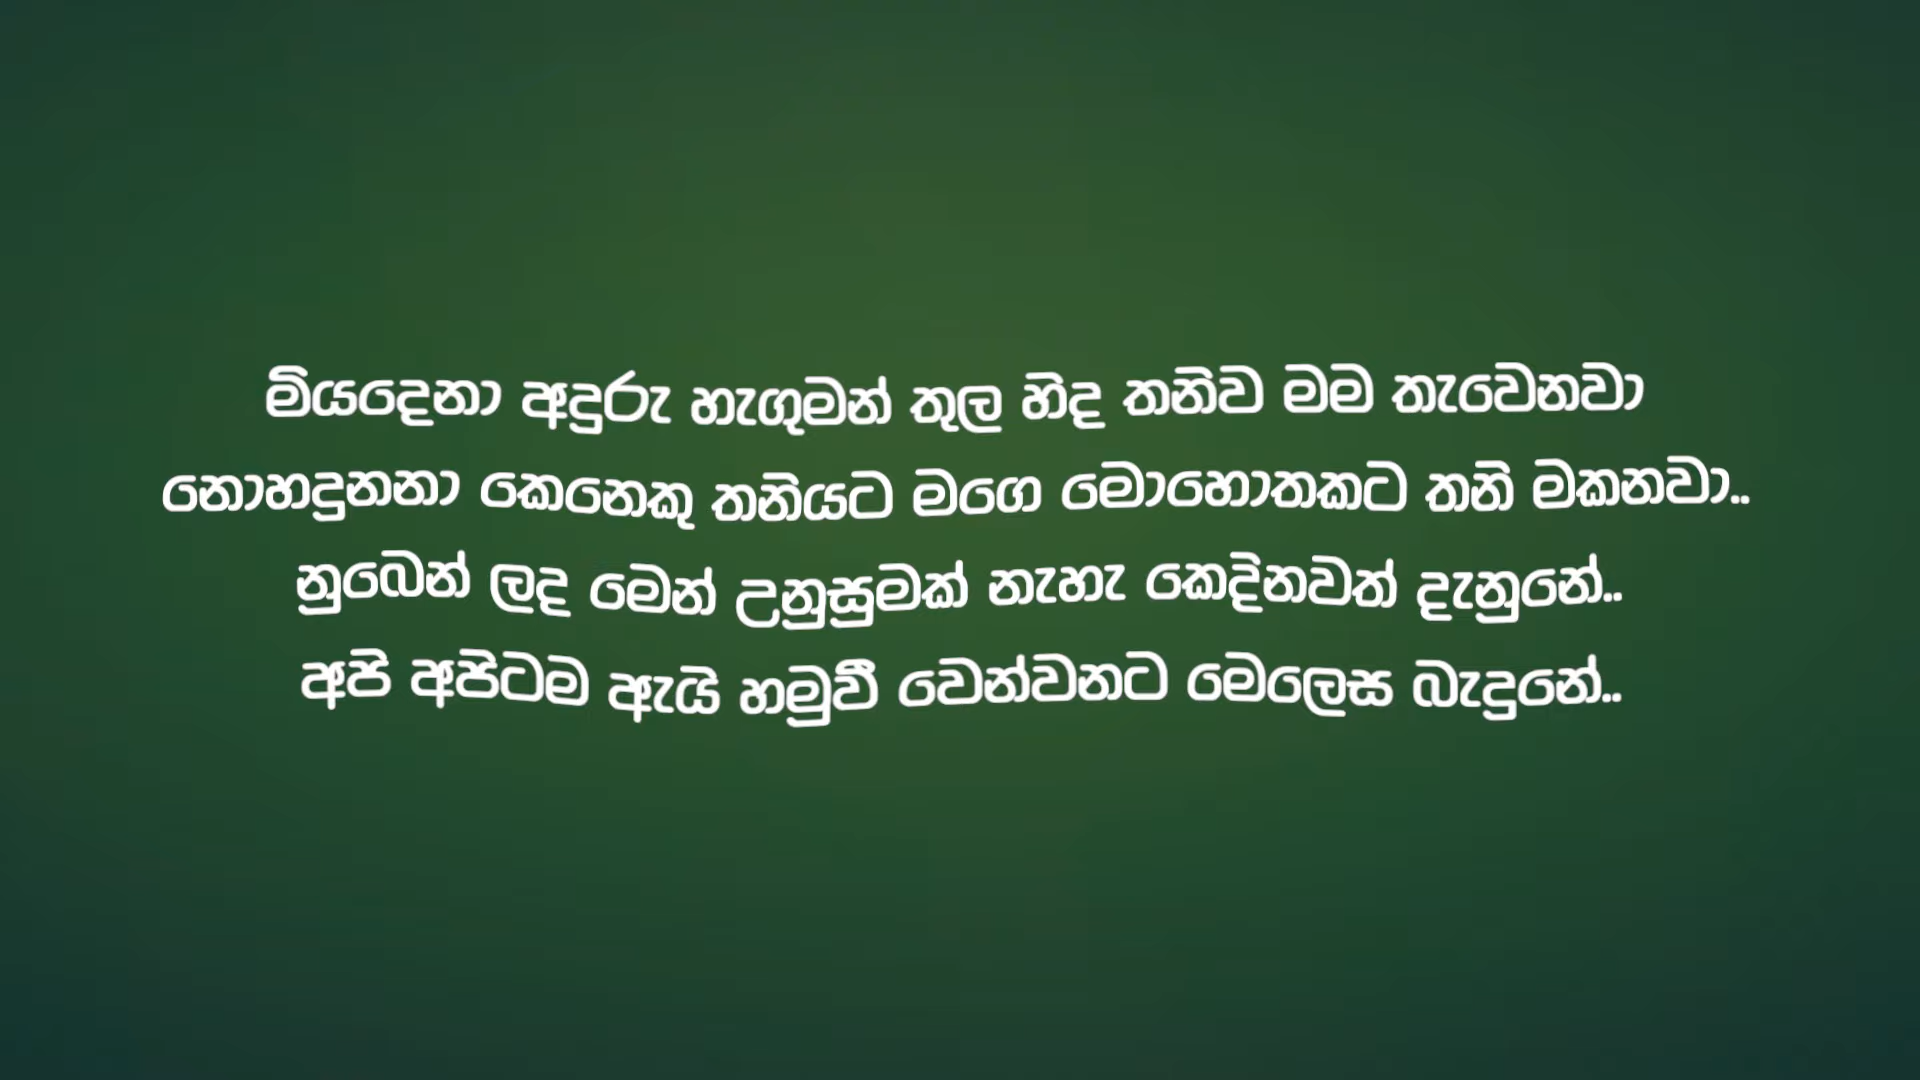 මියදෙනා අඳුරු හැඟුමන් තුල හිඳ තනිව මම තැවෙනවා
නොහඳුනනා කෙනෙකු තනියට මගෙ මොහොතකට තනි මකනවා..
නුබෙන් ලද මෙන් උනුසුමක් නැහැ කෙදිනවත් දැනුනේ..
අපි අපිටම ඇයි හමුවී වෙන්වනට මෙලෙස බැඳුනේ..